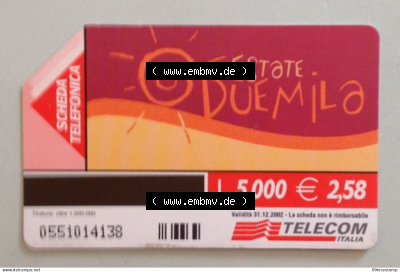 SCHEDA TELEFONICA
( www.embmv.de )
ESTATE
DUEMILA
L. 5.000 € 2,58
Validità 31.12.2002 - La scheda non è rimborsabile
( www.embmv.de )
0551014138
TELECOM
ITALIA